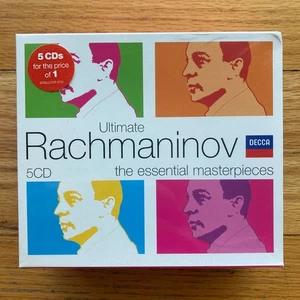 5 CDs
for the price
of 1
Ultimate
Rachmaninov
DECCA
5CD
the essential masterpieces